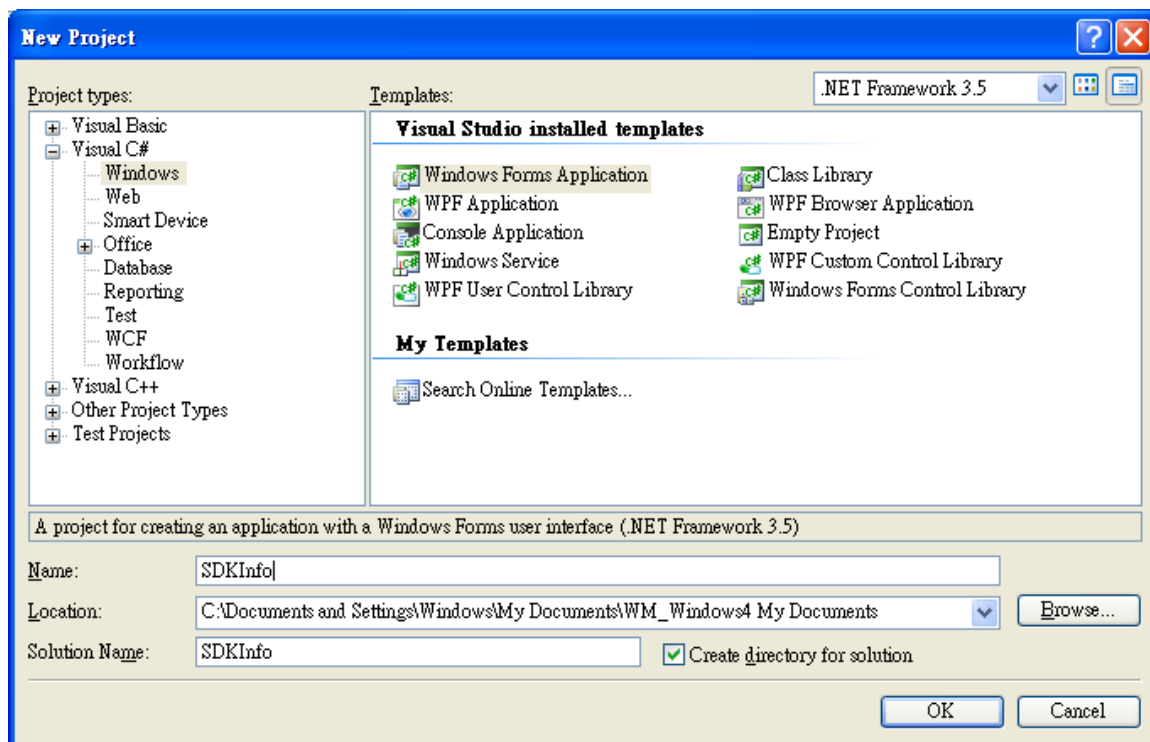 New Project
Project types:
Templates:
.NET Framework 3.5
Visual Basic
Visual C#
Windows
Web
Smart Device
Office
Database
Reporting
Test
WCF
Workflow
Visual C++
Other Project Types
Test Projects
Visual Studio installed templates
Windows Forms Application
Class Library
WPF Application
WPF Browser Application
Console Application
Empty Project
Windows Service
WPF Custom Control Library
WPF User Control Library
Windows Forms Control Library
My Templates
Search Online Templates...
A project for creating an application with a Windows Forms user interface (.NET Framework 3.5)
Name:
SDKInfo
Location:
C:\Documents and Settings\Windows\My Documents\WM_Windows4 My Documents
Browse...
Solution Name:
SDKInfo
Create directory for solution
OK
Cancel